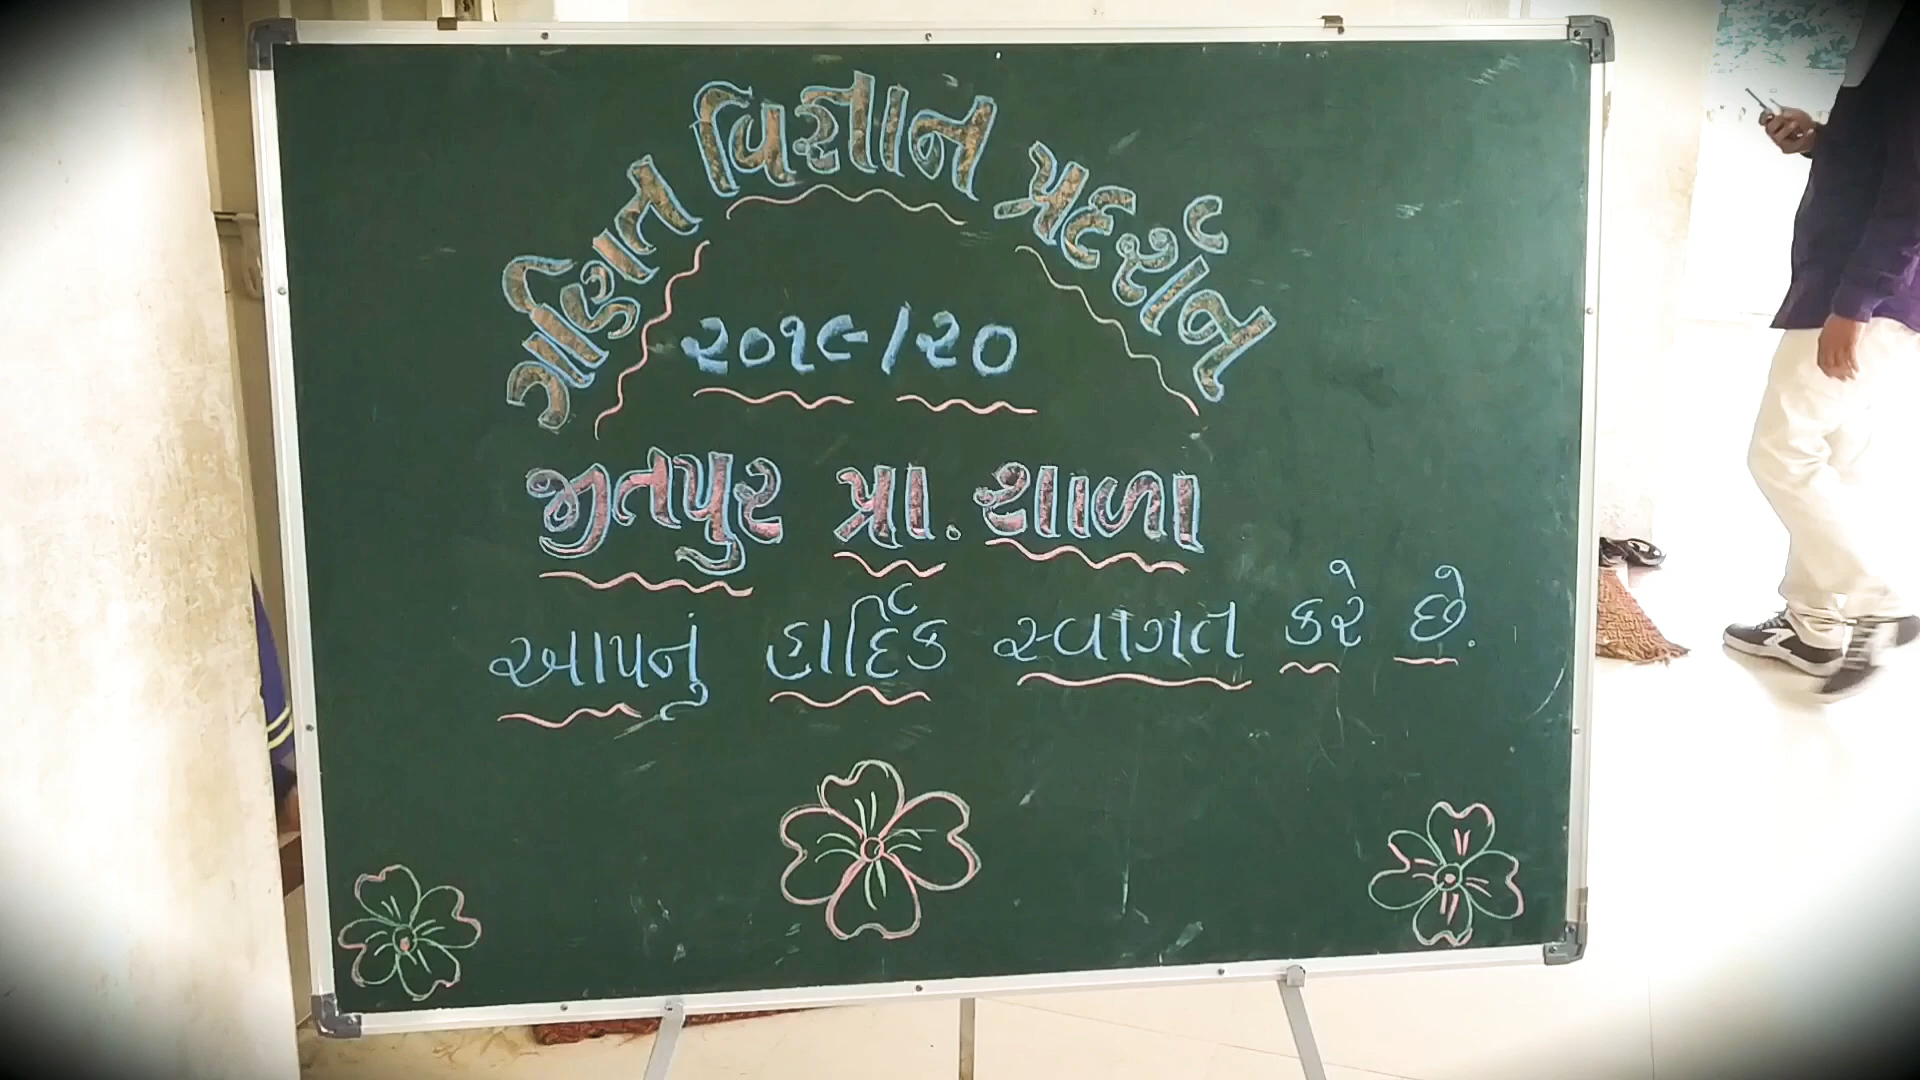 ગણિત વિજ્ઞાન પ્રદર્શન
૨૦૧૯/૨૦
જીતપુર પ્રા. શાળા
આપનું હાર્દિક સ્વાગત કરે છે.